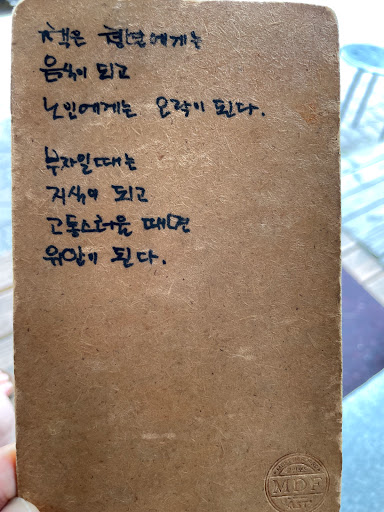 책은 청년에게는
음식이 되고
노인에게는 오락이 된다.
부자일때는
지식이 되고
고통스러울 때면
위안이 된다.
MDF